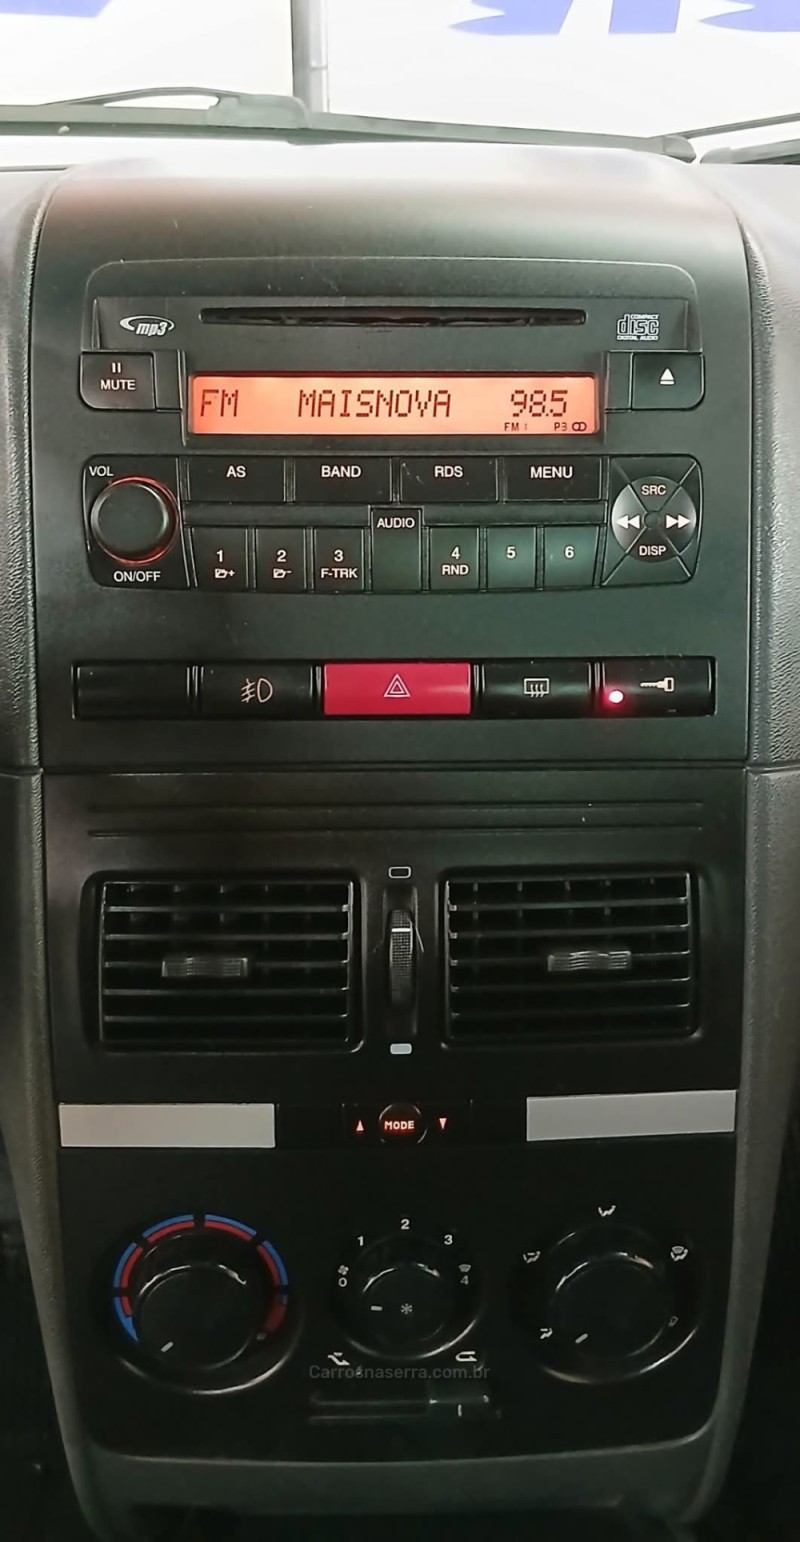 mp3
COMPACT
disc
DIGITAL AUDIO
MUTE
FM MAISNOVA 98.5
FM 1 P3
VOL
AS BAND RDS MENU
SRC
AUDIO
1 2 3 4 5 6
F-TRK RND
ON/OFF
DISP
MODE
2
1 3
0 4
Carrosnaserra.com.br